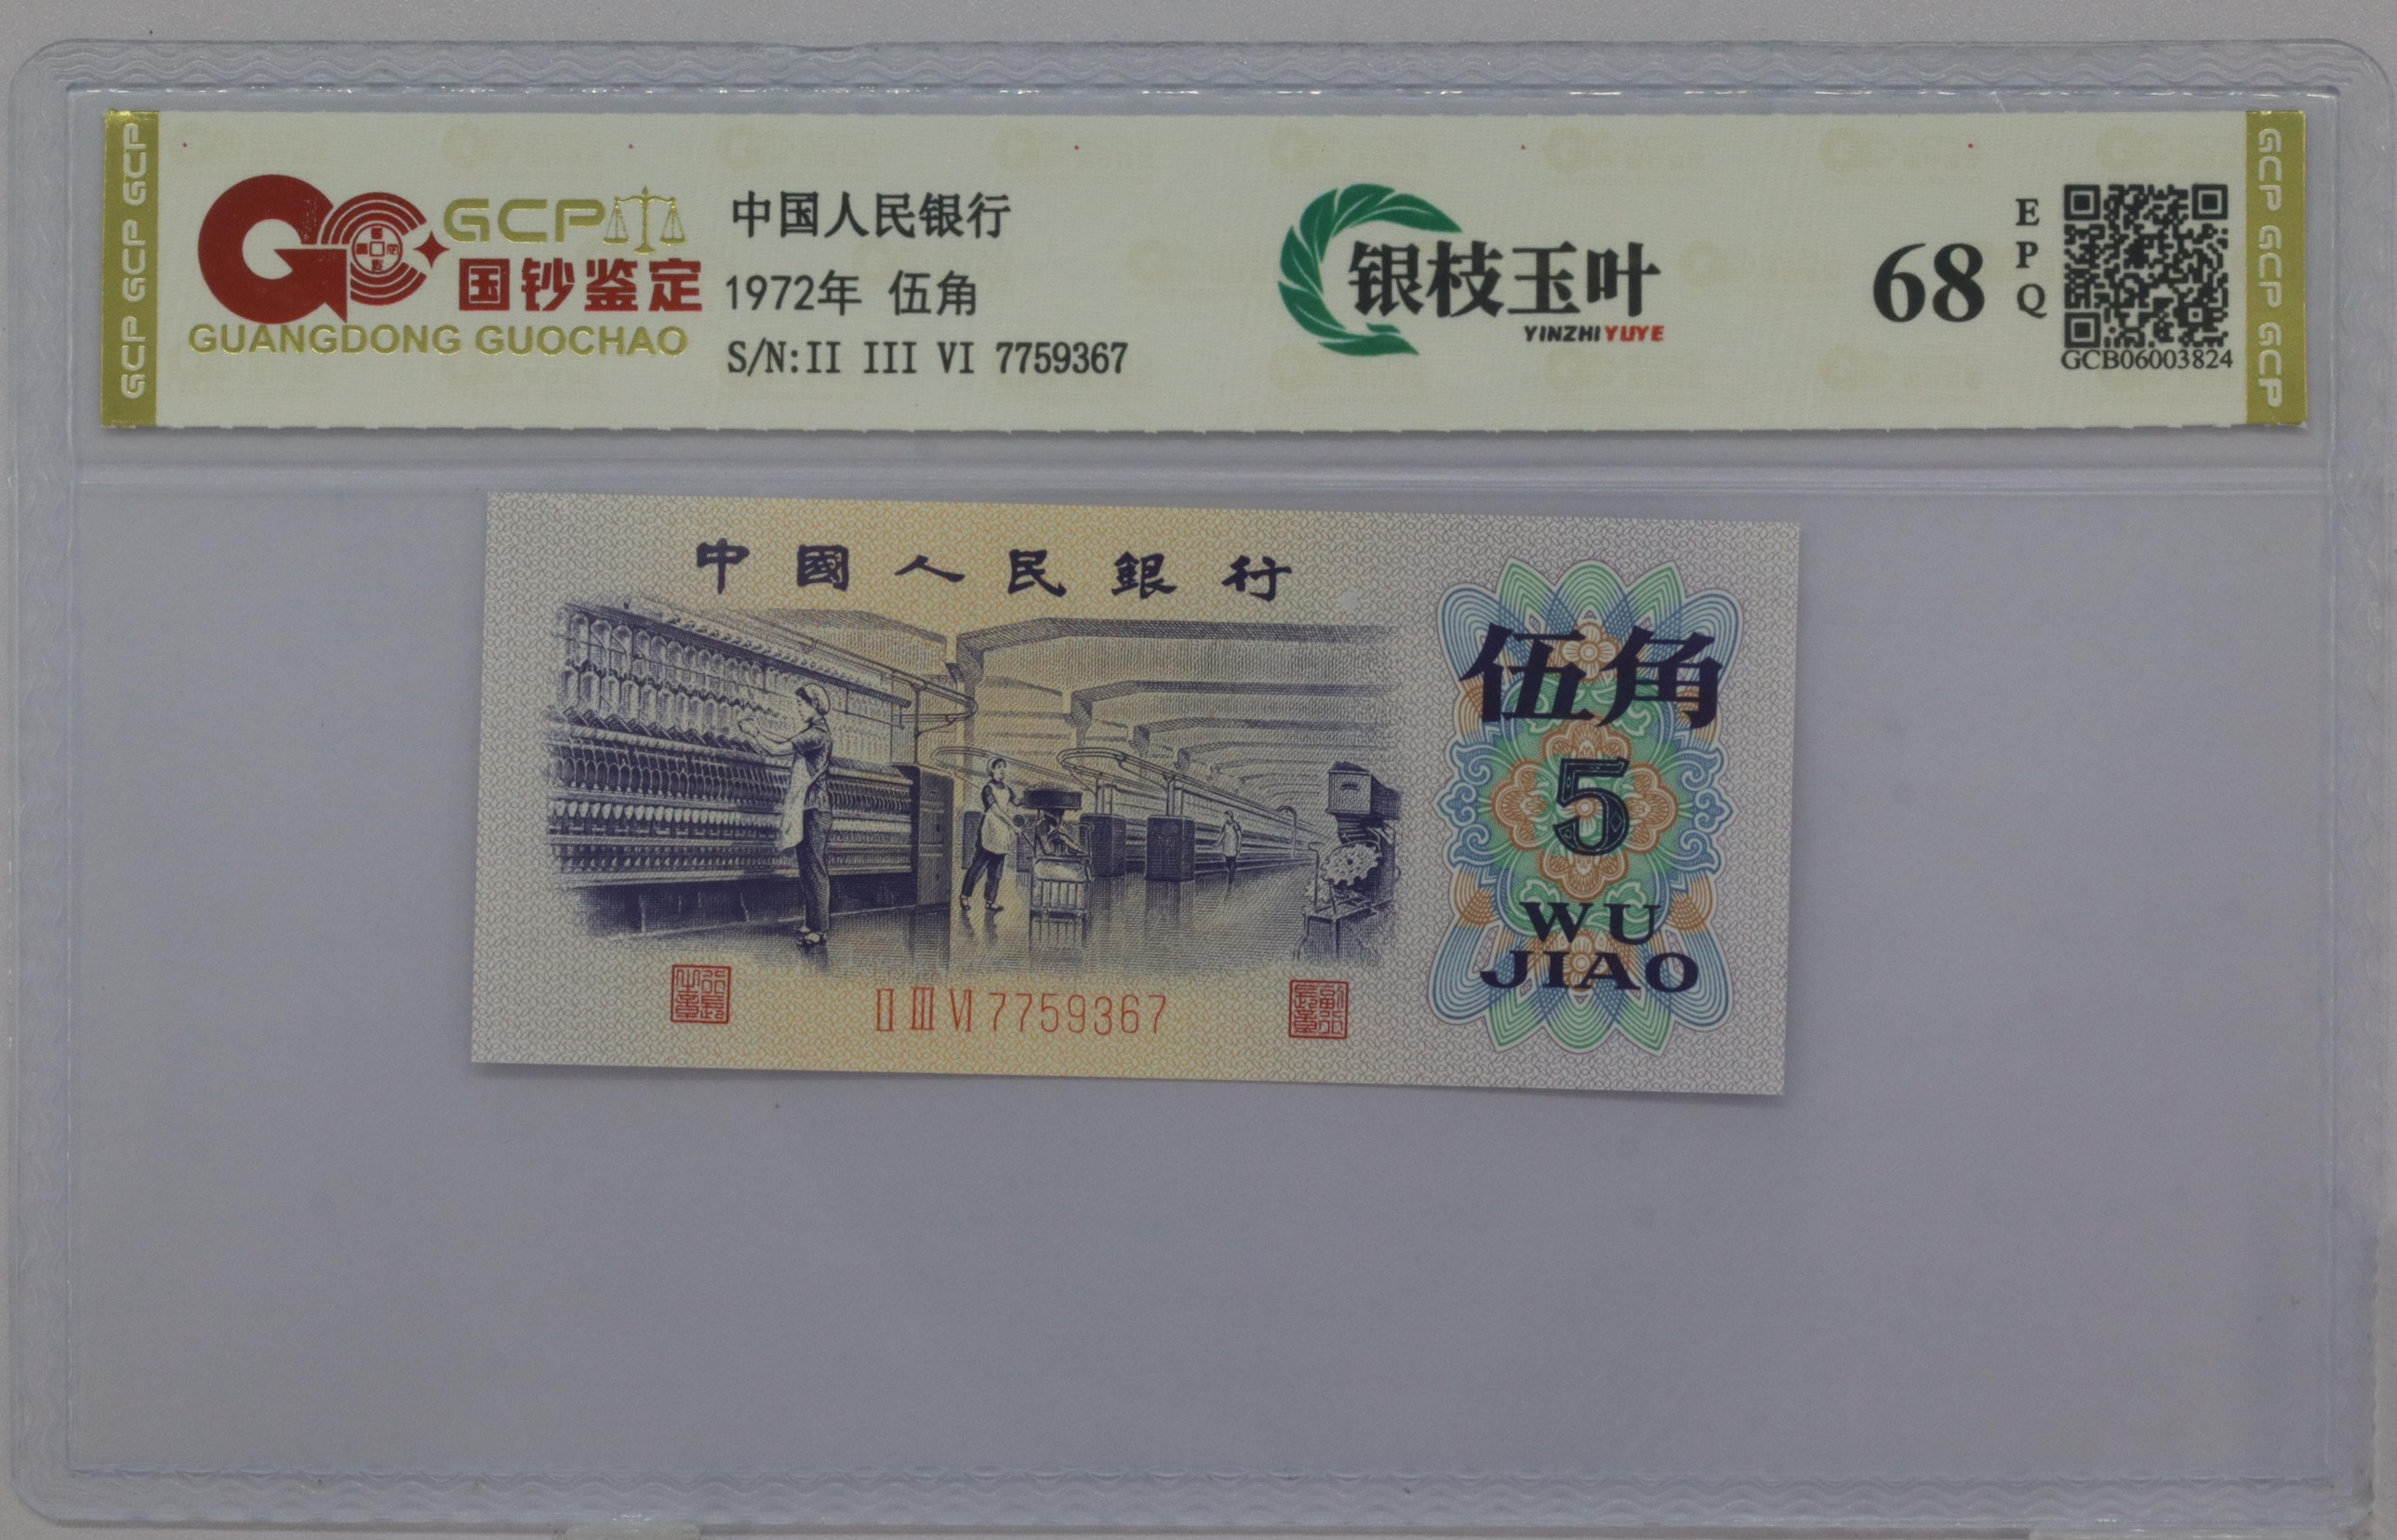 GCP GCP GCP
GCP
国钞鉴定
GUANGDONG GUOCHAO
中国人民银行
1972年 伍角
S/N:II III VI 7759367
银枝玉叶
YINZHI YUYE
68
E
P
Q
GCB06003824
GCP GCP GCP
中國人民銀行
伍角
5
WU
JIAO
II III VI 7759367